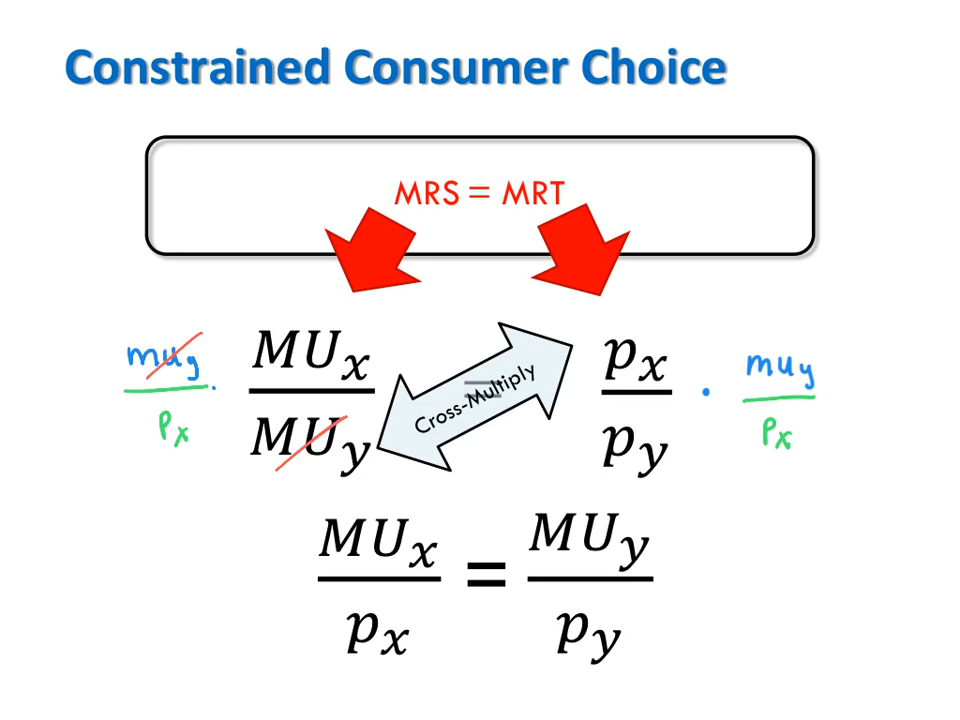 Constrained Consumer Choice
MRS = MRT
muy/px · MUx/MUy = px/py · muy/px
Cross-Multiply
MUx/px = MUy/py